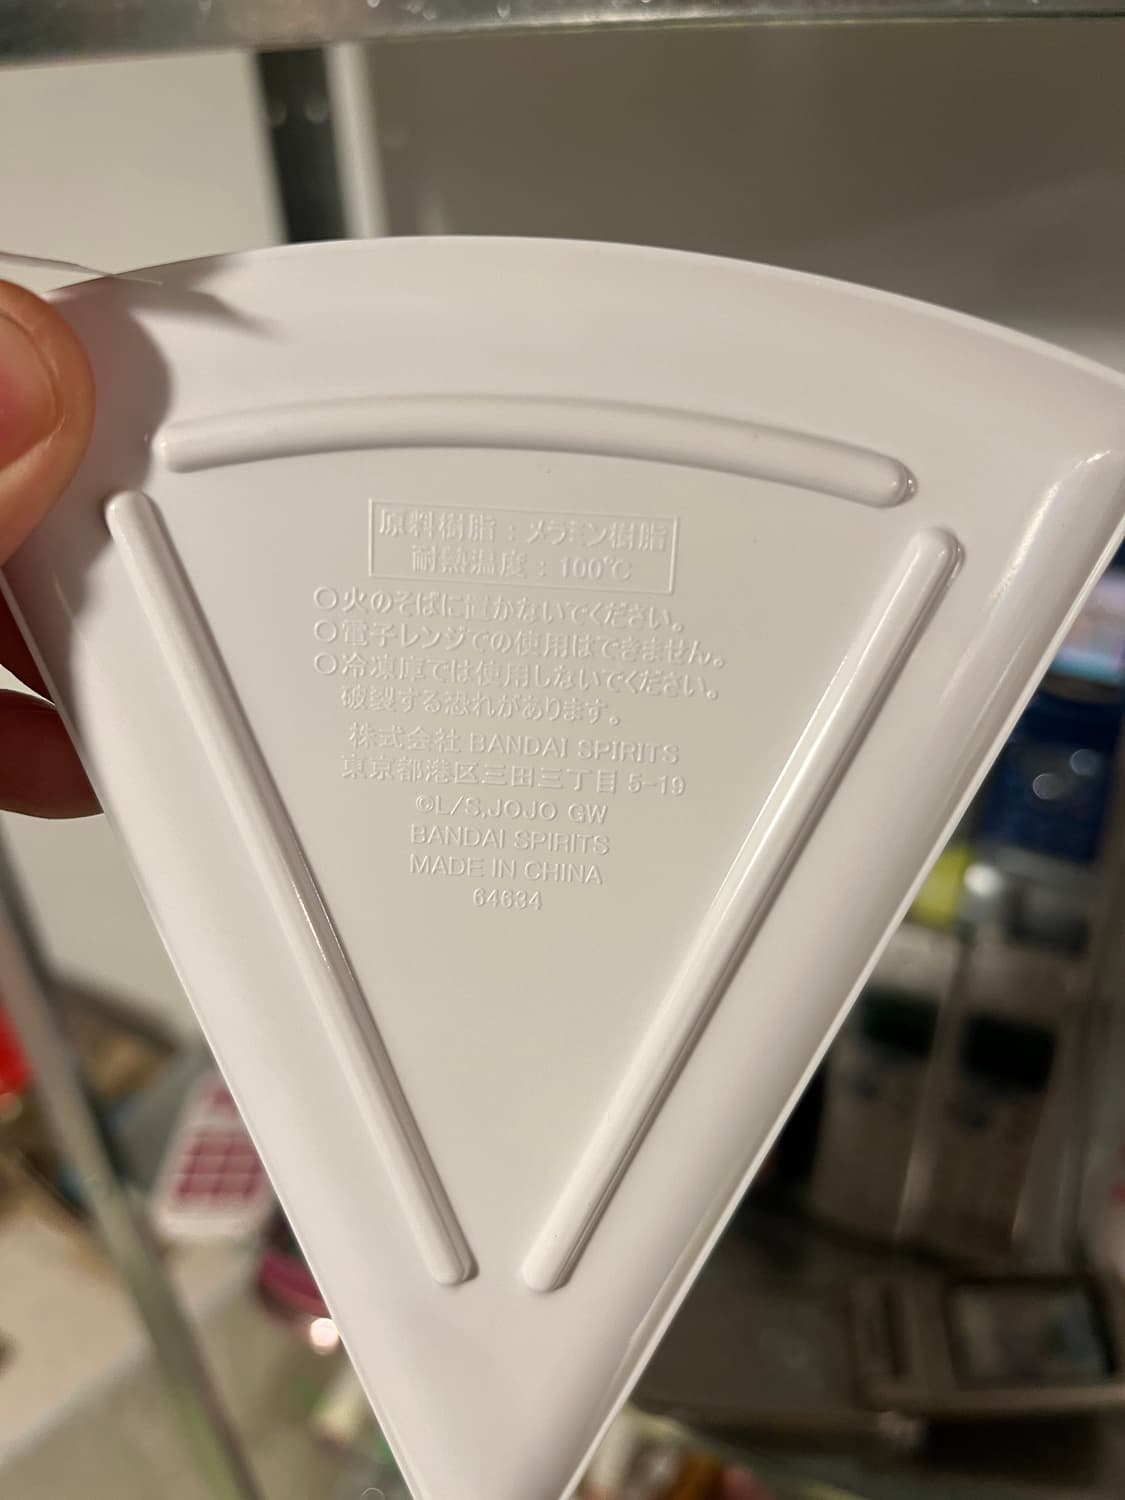 原料樹脂：メラミン樹脂
耐熱温度：100℃
○火のそばに置かないでください。
○電子レンジでの使用はできません。
○冷凍庫では使用しないでください。
破裂する恐れがあります。
株式会社 BANDAI SPIRITS
東京都港区三田三丁目 5-19
©L/S,JOJO GW
BANDAI SPIRITS
MADE IN CHINA
64634